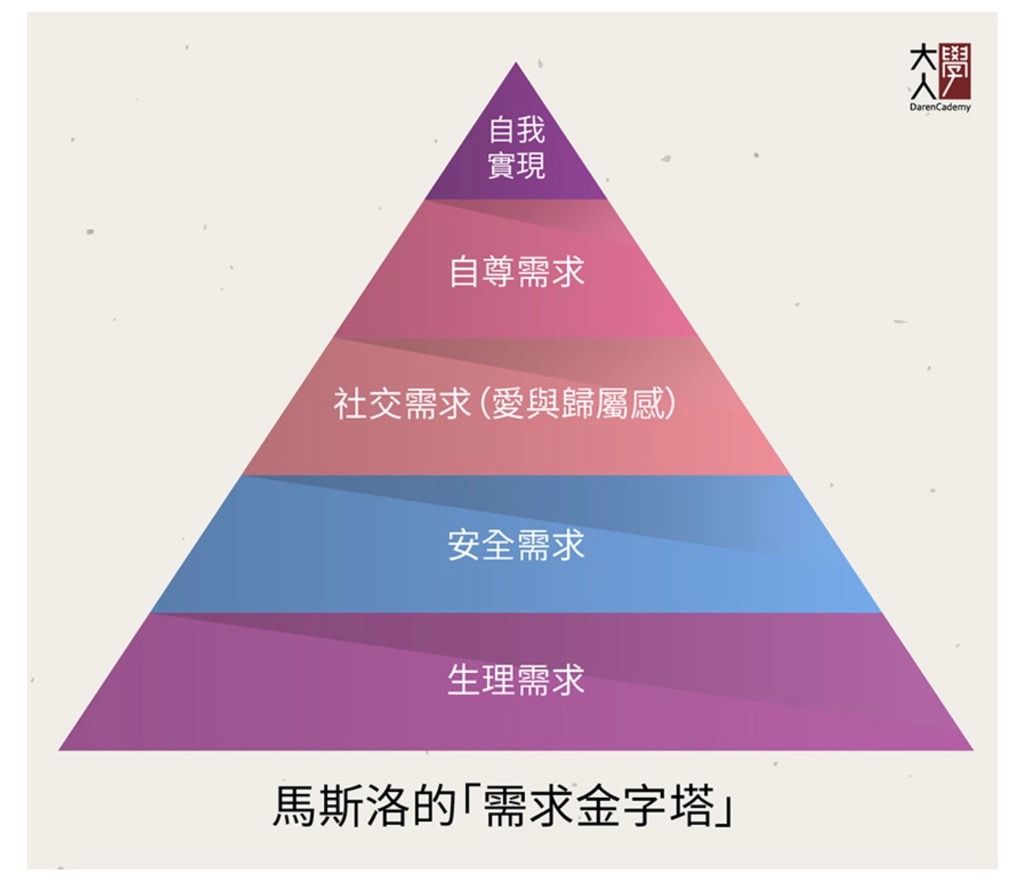 大人學
DarenCademy
自我
實現
自尊需求
社交需求(愛與歸屬感)
安全需求
生理需求
馬斯洛的「需求金字塔」